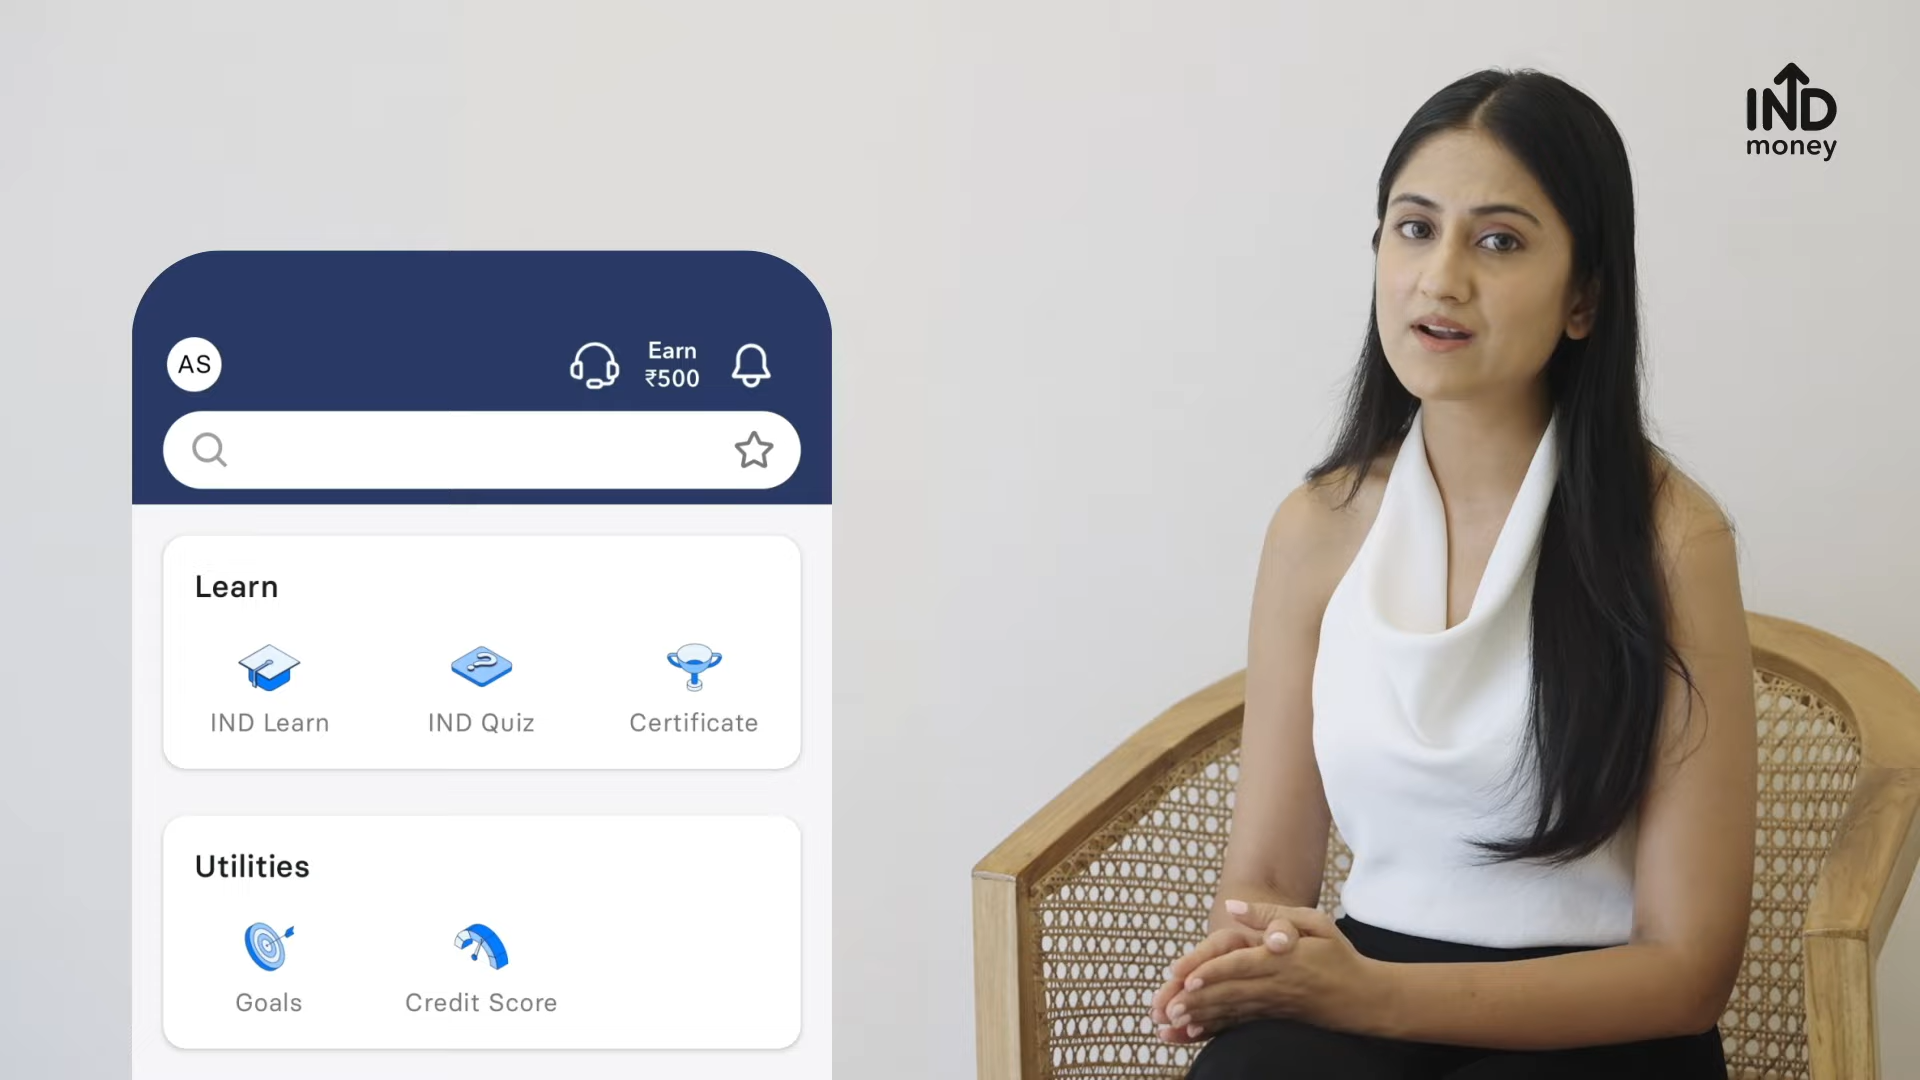 IND
money
AS
Earn
₹500
Learn
IND Learn
IND Quiz
Certificate
Utilities
Goals
Credit Score